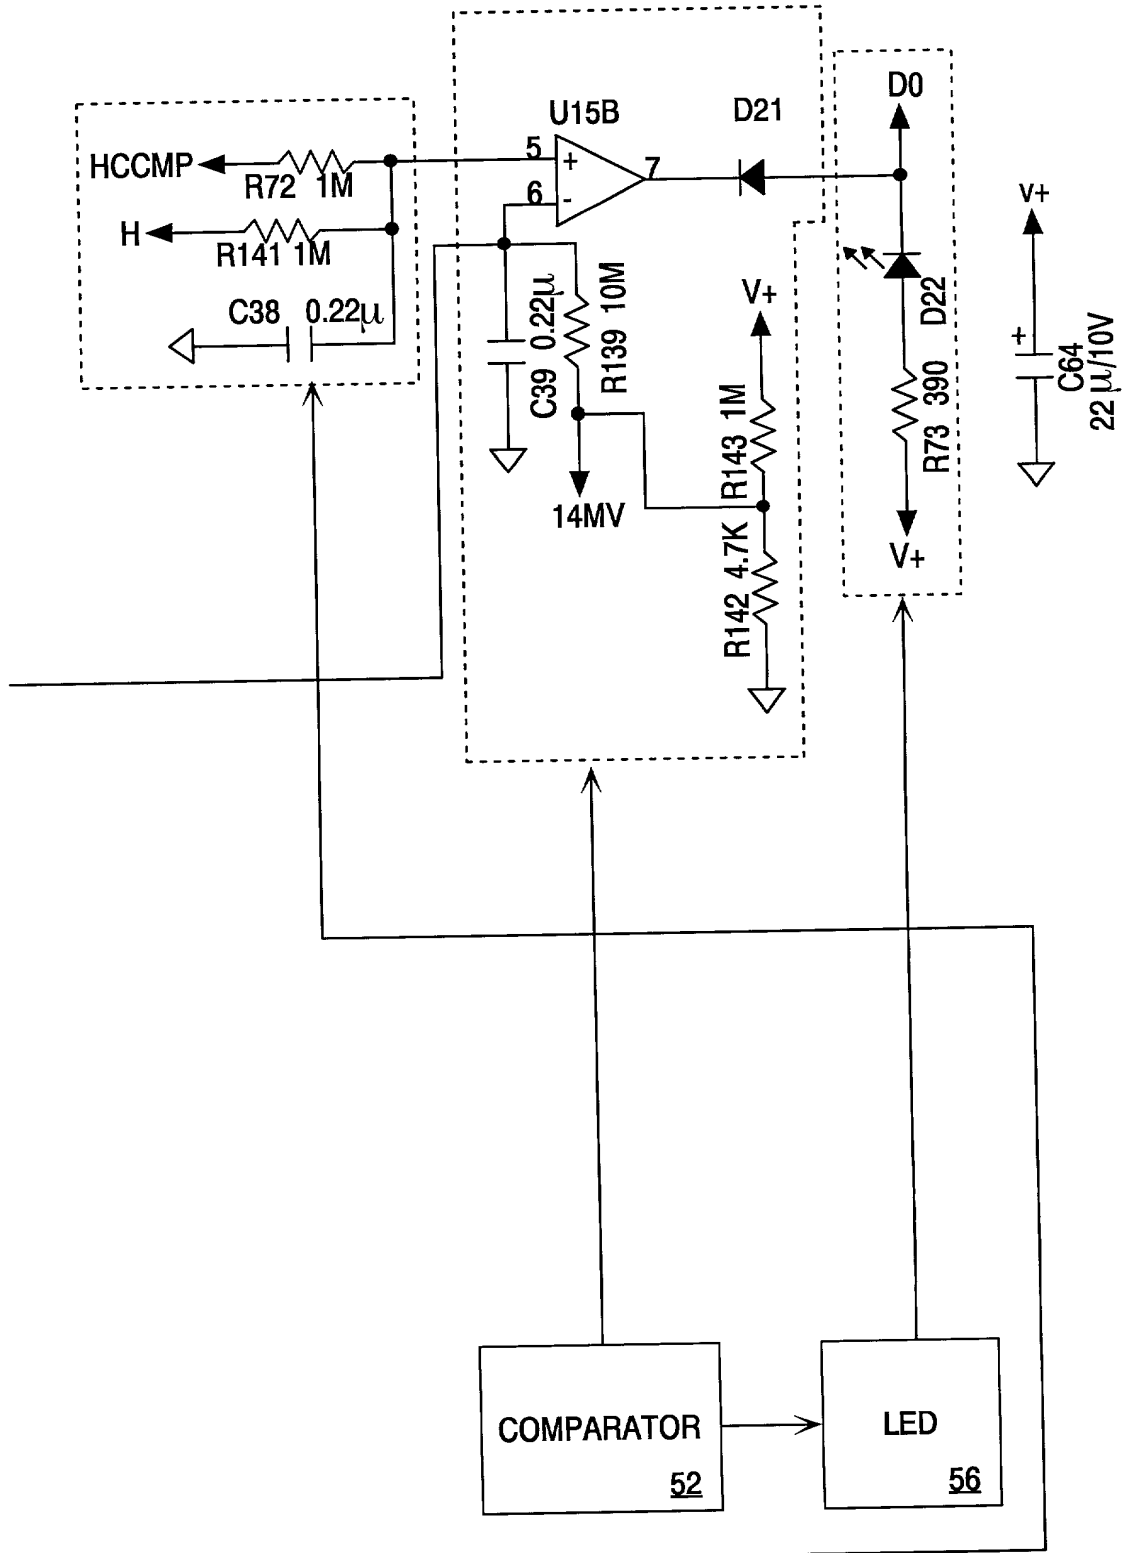 D0
U15B
D21
HCCMP
R72 1M
5
+
7
6
-
v+
H
R141 1M
C38 0.22μ
C39 0.22μ
R139 10M
V+
D22
+
C64
22 μ/10V
R143 1M
R73 390
14MV
V+
R142 4.7K
COMPARATOR
52
LED
56